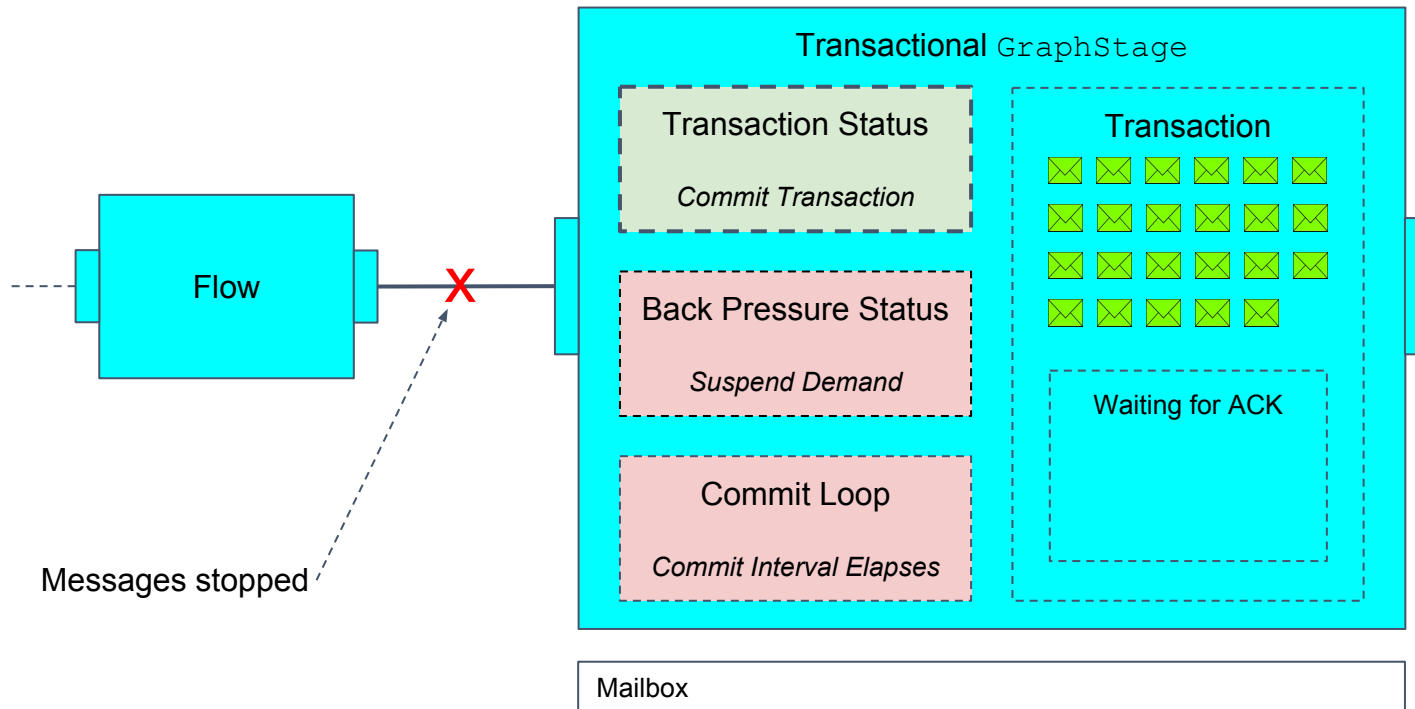 Transactional GraphStage
Transaction Status
Commit Transaction
Transaction
Flow
X
Back Pressure Status
Suspend Demand
Waiting for ACK
Commit Loop
Commit Interval Elapses
Messages stopped
Mailbox